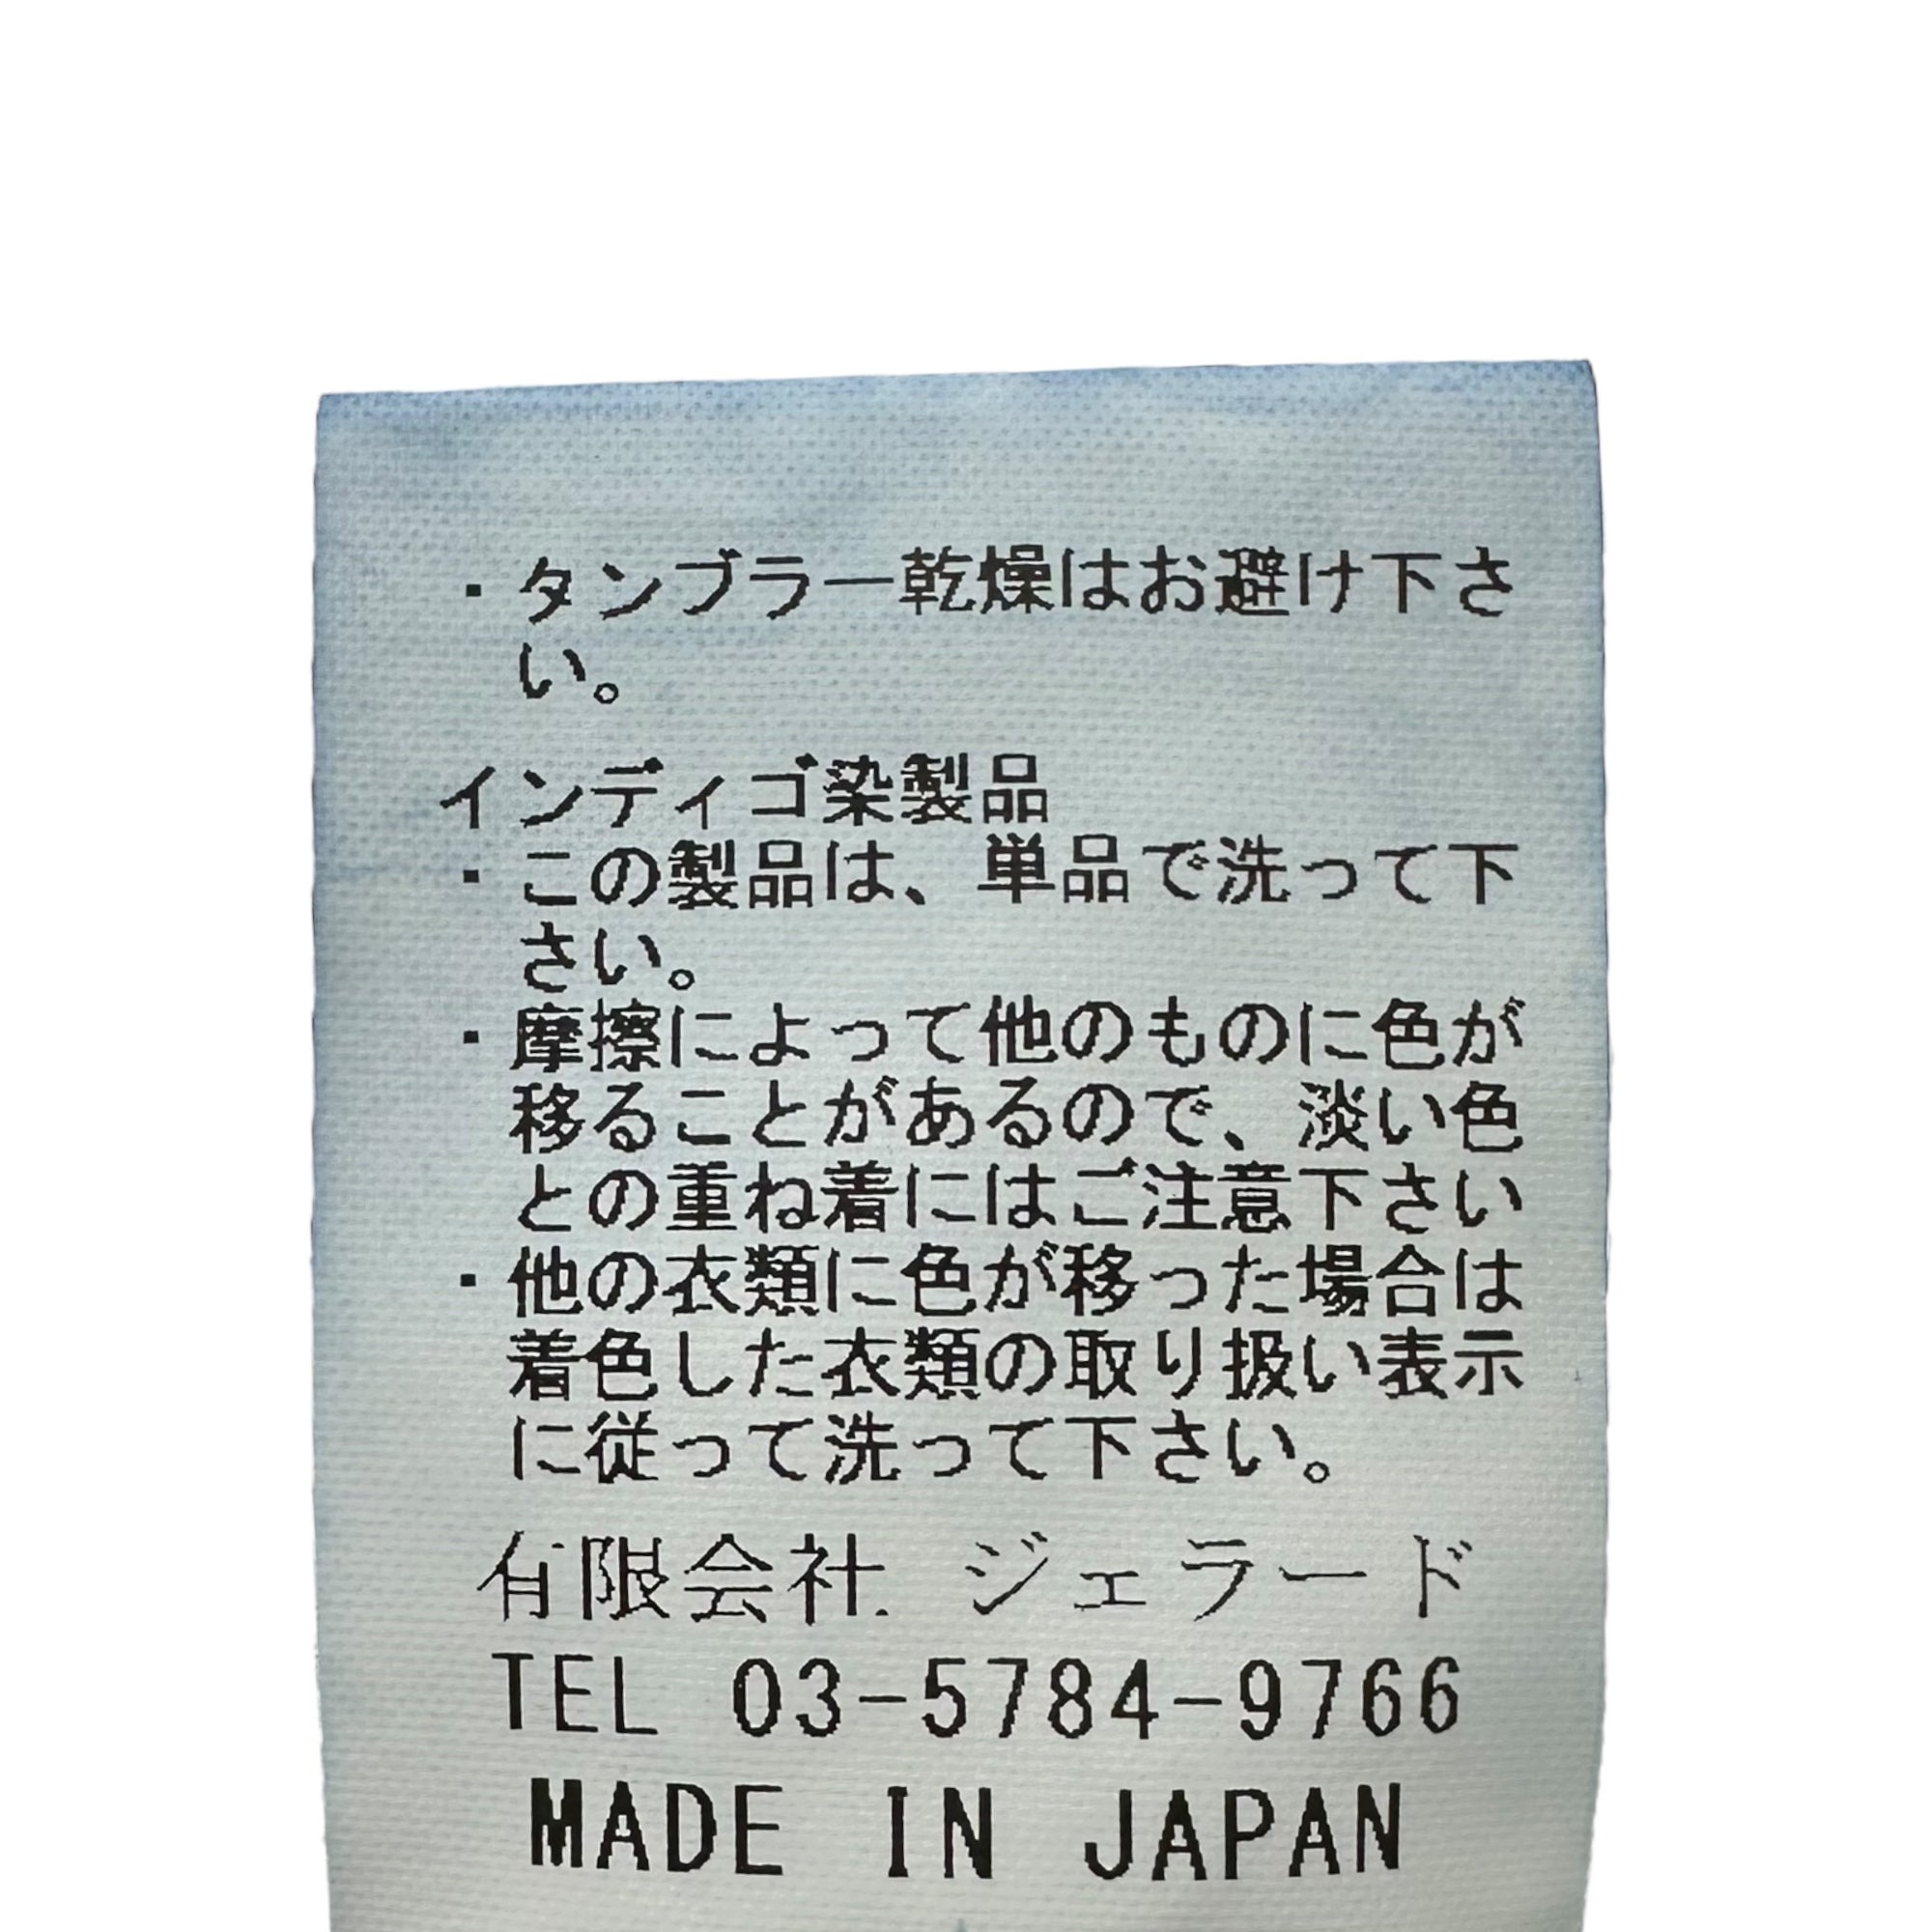 ・タンブラー乾燥はお避け下さ
い。
インディゴ染製品
・この製品は、単品で洗って下
さい。
・摩擦によって他のものに色が
移ることがあるので、淡い色
との重ね着にはご注意下さい
・他の衣類に色が移った場合は
着色した衣類の取り扱い表示
に従って洗って下さい。
有限会社 ジェラード
TEL 03-5784-9766
MADE IN JAPAN